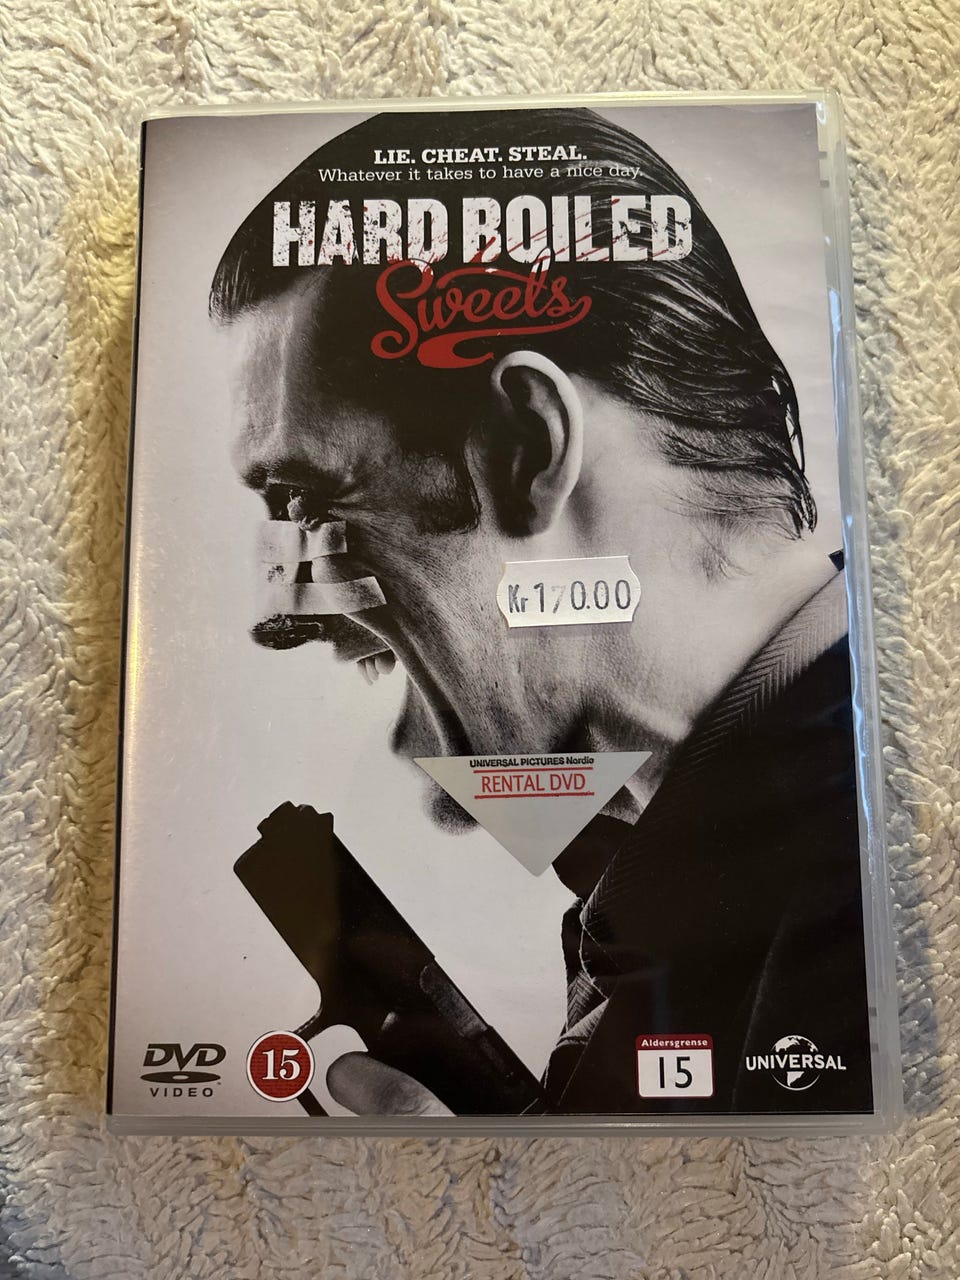 LIE. CHEAT. STEAL.
Whatever it takes to have a nice day.
HARD BOILED
Sweets
Kr 170.00
UNIVERSAL PICTURES Nordic
RENTAL DVD
DVD
VIDEO
15
Aldersgrense
15
UNIVERSAL